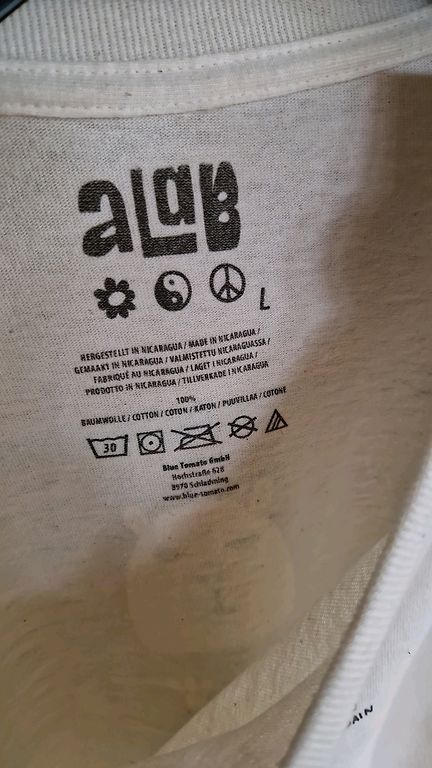 aLaN
L
HERGESTELLT IN NICARAGUA / MADE IN NICARAGUA /
GEMAAKT IN NICARAGUA / VALMISTETTU NICARAGUASSA /
FABRIQUÉ AU NICARAGUA / LAGET I NICARAGUA /
PRODOTTO IN NICARAGUA / TILLVERKADE I NICARAGUA
100%
BAUMWOLLE / COTTON / COTON / KATON / PUUVILLAA / COTONE
30
Blue Tomato GmbH
Hochstraße 628
8970 Schladming
www.blue-tomato.com